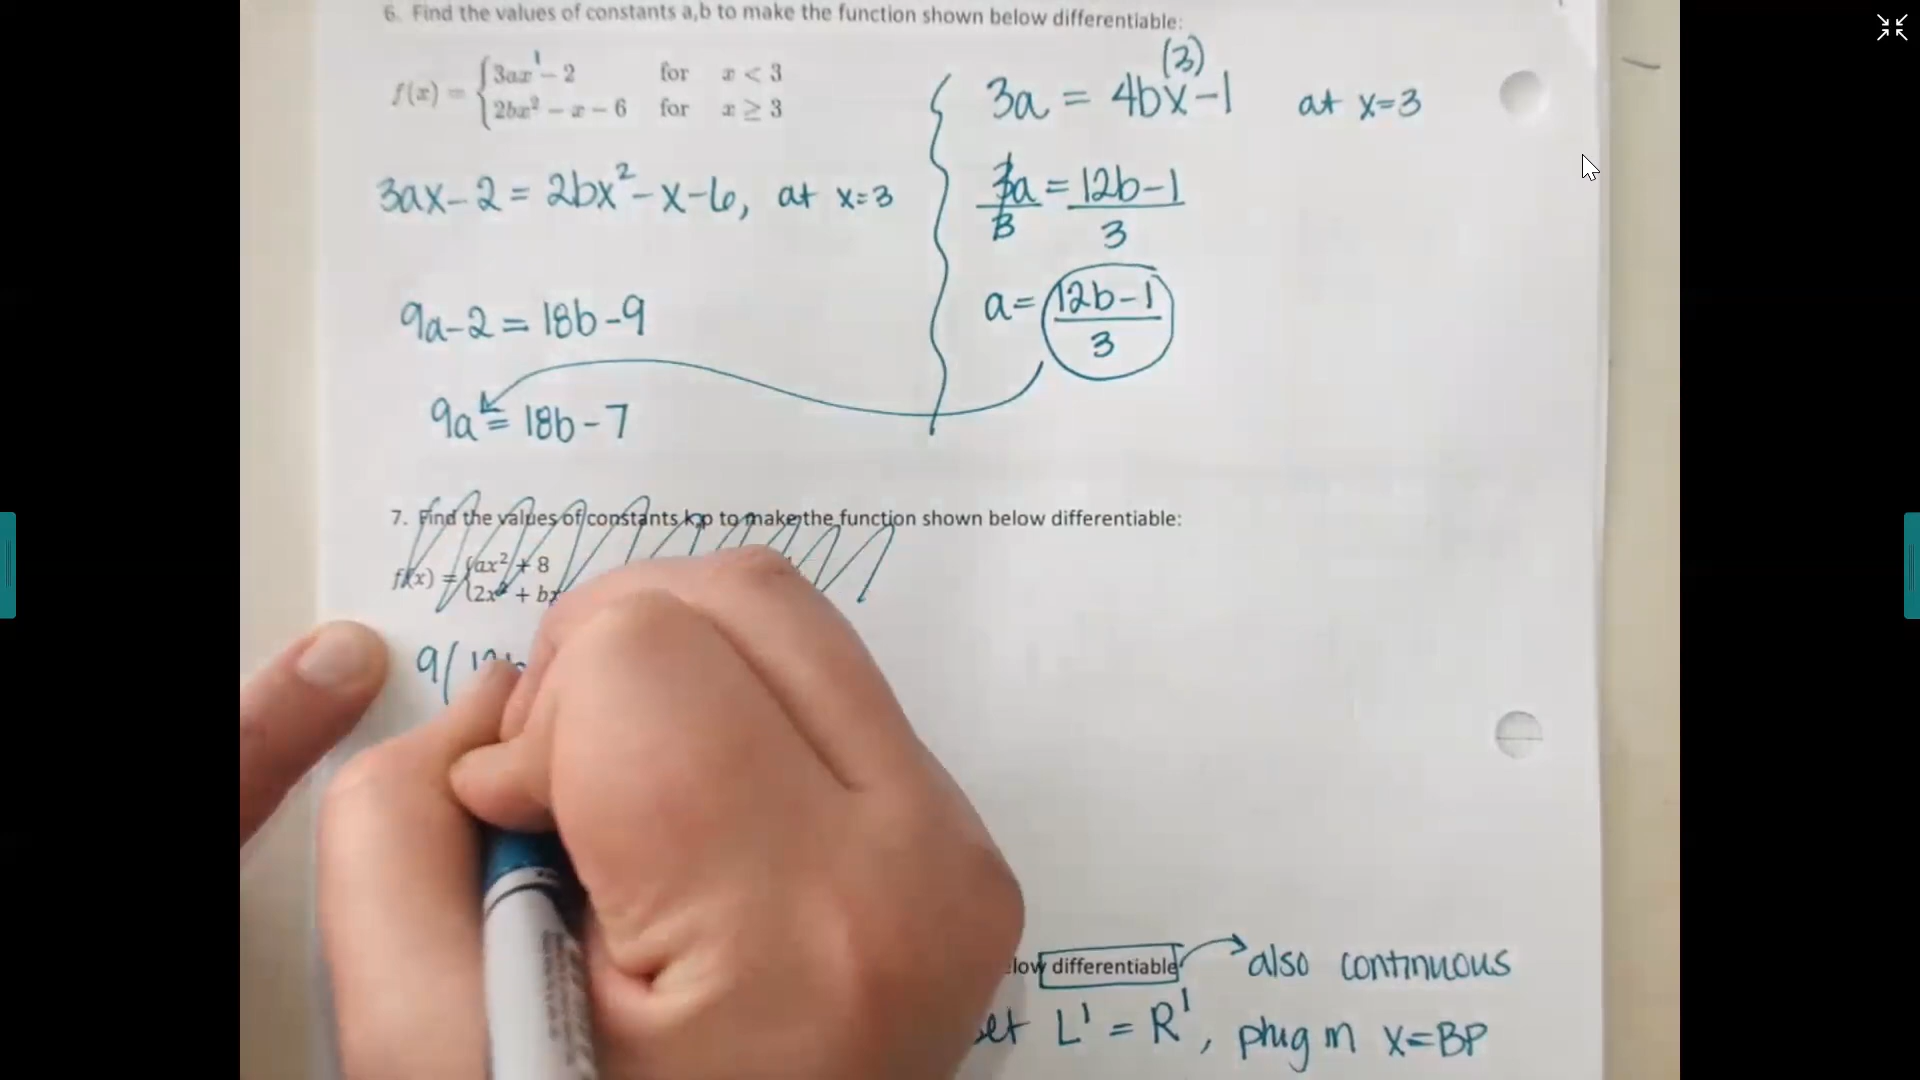 6. Find the values of constants a,b to make the function shown below differentiable:
f(x) = { 3ax¹ - 2 for x < 3
2bx² - x - 6 for x ≥ 3
3ax-2 = 2bx²-x-6, at x=3
9a-2 = 18b-9
9a = 18b-7
(3)
3a = 4bx-1 at x=3
3a = 12b-1
3 3
a = 12b-1
3
7. Find the values of constants k,p to make the function shown below differentiable:
f(x) = { ax² + 8
2x² + bx
9( 12b
low differentiable also continuous
set L' = R', plug in x=BP